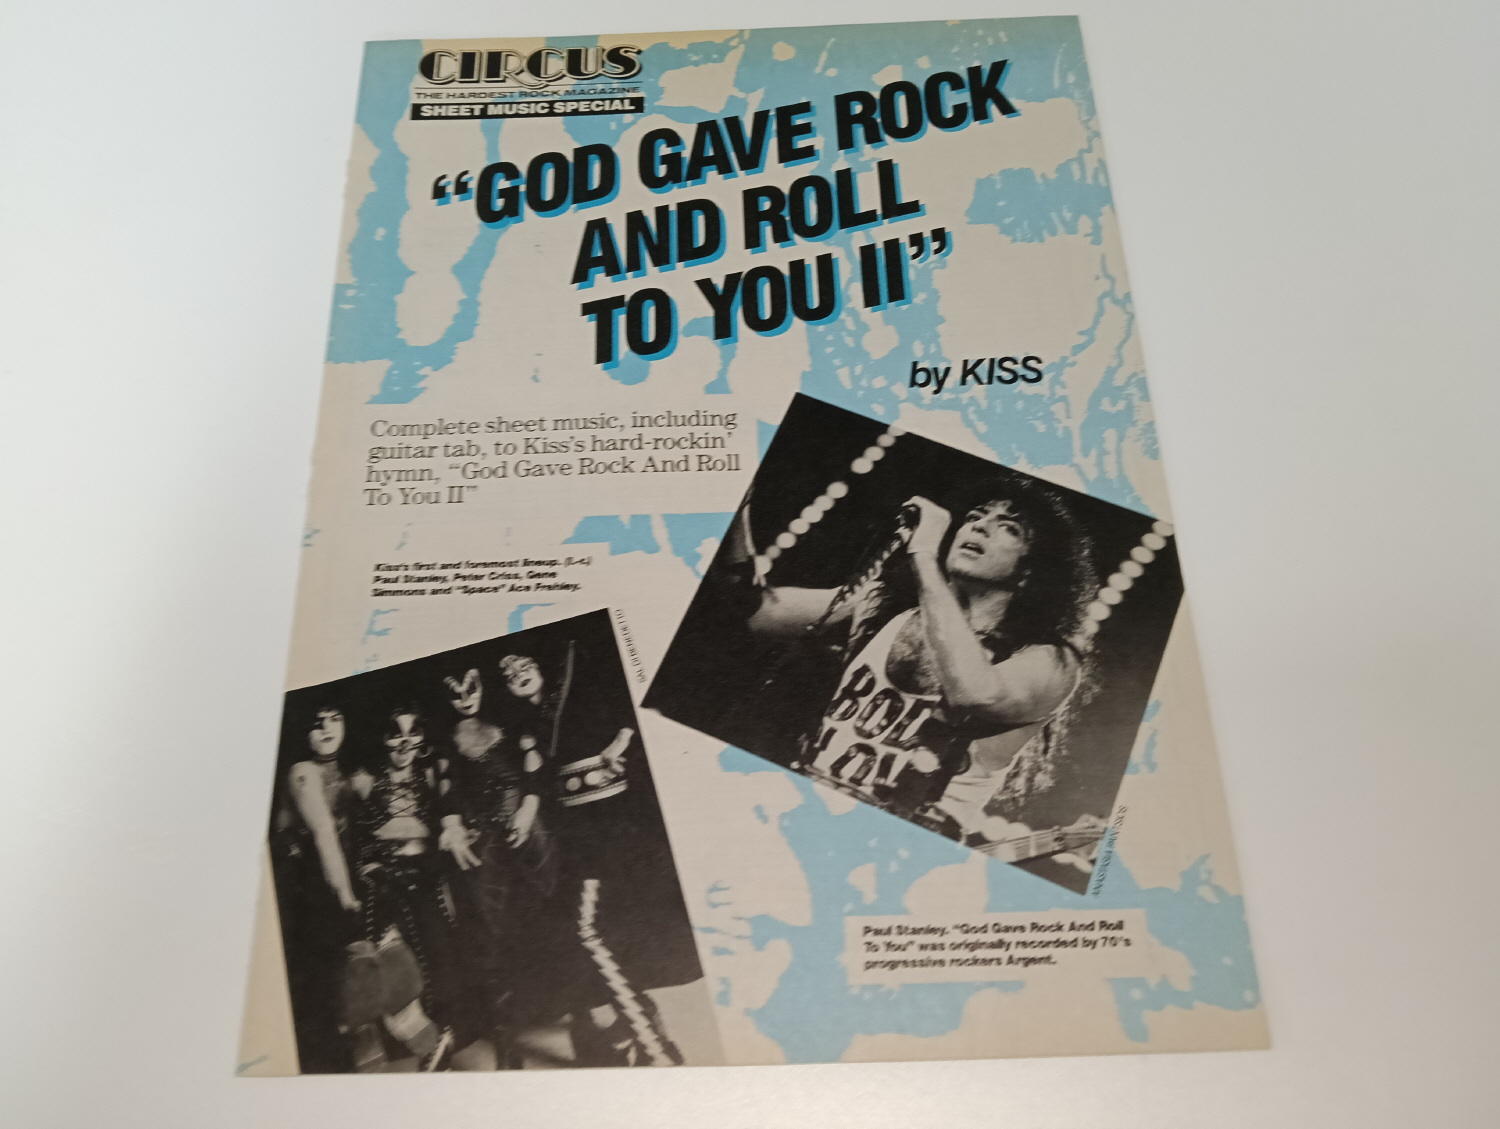 CIRCUS
THE HARDEST ROCK MAGAZINE
SHEET MUSIC SPECIAL
“GOD GAVE ROCK
AND ROLL
TO YOU II”
by KISS
Complete sheet music, including
guitar tab, to Kiss's hard-rockin'
hymn, “God Gave Rock And Roll
To You II”
Kiss's first and foremost lineup. (l.-r.)
Paul Stanley, Peter Criss, Gene
Simmons and “Space” Ace Frehley.
BOL
LOV
Paul Stanley. “God Gave Rock And Roll
To You” was originally recorded by 70's
progressive rockers Argent.